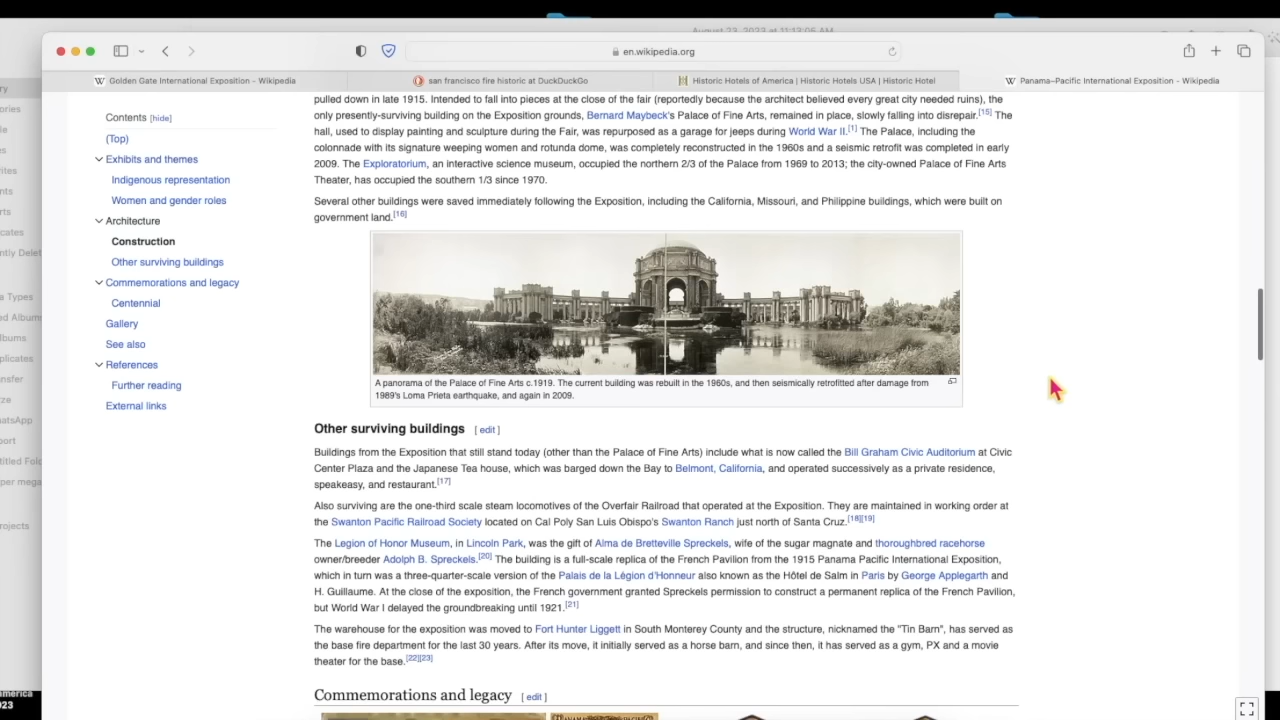 August 23, 2023 at 11:13:05 AM
en.wikipedia.org
Golden Gate International Exposition - Wikipedia
san francisco fire historic at DuckDuckGo
Historic Hotels of America | Historic Hotels USA | Historic Hotel
Panama–Pacific International Exposition - Wikipedia
Contents [hide]
(Top)
Exhibits and themes
Indigenous representation
Women and gender roles
Architecture
Construction
Other surviving buildings
Commemorations and legacy
Centennial
Gallery
See also
References
Further reading
External links
pulled down in late 1915. Intended to fall into pieces at the close of the fair (reportedly because the architect believed every great city needed ruins), the
only presently-surviving building on the Exposition grounds, Bernard Maybeck's Palace of Fine Arts, remained in place, slowly falling into disrepair.[15] The
hall, used to display painting and sculpture during the Fair, was repurposed as a garage for jeeps during World War II.[1] The Palace, including the
colonnade with its signature weeping women and rotunda dome, was completely reconstructed in the 1960s and a seismic retrofit was completed in early
2009. The Exploratorium, an interactive science museum, occupied the northern 2/3 of the Palace from 1969 to 2013; the city-owned Palace of Fine Arts
Theater, has occupied the southern 1/3 since 1970.
Several other buildings were saved immediately following the Exposition, including the California, Missouri, and Philippine buildings, which were built on
government land.[16]
A panorama of the Palace of Fine Arts c.1919. The current building was rebuilt in the 1960s, and then seismically retrofitted after damage from
1989's Loma Prieta earthquake, and again in 2009.
Other surviving buildings [ edit ]
Buildings from the Exposition that still stand today (other than the Palace of Fine Arts) include what is now called the Bill Graham Civic Auditorium at Civic
Center Plaza and the Japanese Tea house, which was barged down the Bay to Belmont, California, and operated successively as a private residence,
speakeasy, and restaurant.[17]
Also surviving are the one-third scale steam locomotives of the Overfair Railroad that operated at the Exposition. They are maintained in working order at
the Swanton Pacific Railroad Society located on Cal Poly San Luis Obispo's Swanton Ranch just north of Santa Cruz.[18][19]
The Legion of Honor Museum, in Lincoln Park, was the gift of Alma de Bretteville Spreckels, wife of the sugar magnate and thoroughbred racehorse
owner/breeder Adolph B. Spreckels.[20] The building is a full-scale replica of the French Pavilion from the 1915 Panama Pacific International Exposition,
which in turn was a three-quarter-scale version of the Palais de la Légion d'Honneur also known as the Hôtel de Salm in Paris by George Applegarth and
H. Guillaume. At the close of the exposition, the French government granted Spreckels permission to construct a permanent replica of the French Pavilion,
but World War I delayed the groundbreaking until 1921.[21]
The warehouse for the exposition was moved to Fort Hunter Liggett in South Monterey County and the structure, nicknamed the "Tin Barn", has served as
the base fire department for the last 30 years. After its move, it initially served as a horse barn, and since then, it has served as a gym, PX and a movie
theater for the base.[22][23]
Commemorations and legacy [ edit ]